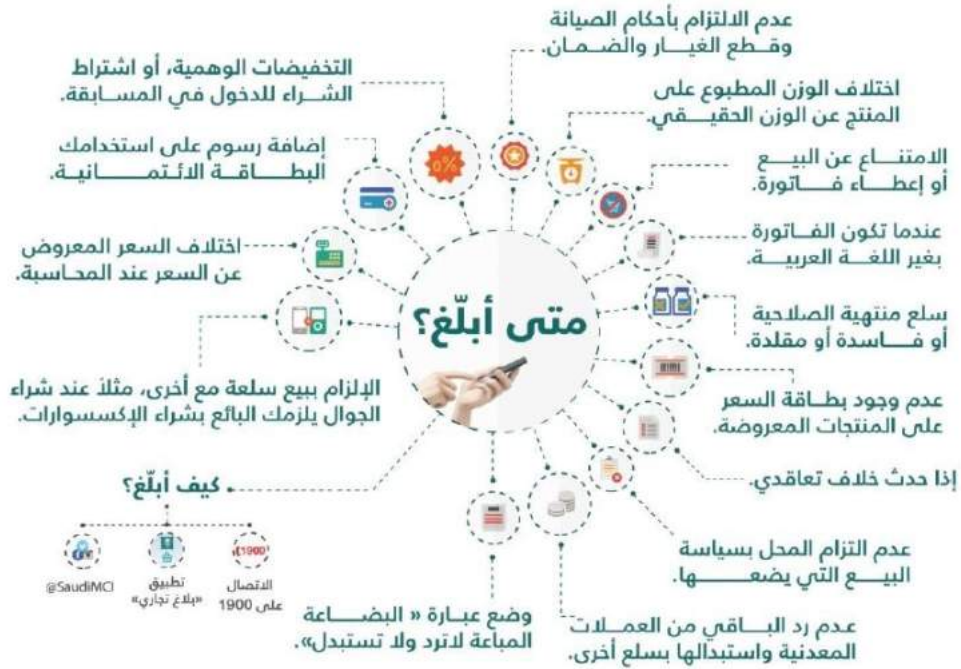 متى أبلّغ؟
عدم الالتزام بأحكام الصيانة
وقطع الغيار والضمان.
اختلاف الوزن المطبوع على
المنتج عن الوزن الحقيقي.
الامتناع عن البيع
أو إعطاء فاتورة.
عندما تكون الفاتورة
بغير اللغة العربية.
سلع منتهية الصلاحية
أو فاسدة أو مقلدة.
عدم وجود بطاقة السعر
على المنتجات المعروضة.
إذا حدث خلاف تعاقدي.
عدم التزام المحل بسياسة
البيع التي يضعها.
عدم رد الباقي من العملات
المعدنية واستبدالها بسلع أخرى.
وضع عبارة « البضاعة
المباعة لاترد ولا تستبدل».
التخفيضات الوهمية، أو اشتراط
الشراء للدخول في المسابقة.
0%
إضافة رسوم على استخدامك
البطاقة الائتمانية.
اختلاف السعر المعروض
عن السعر عند المحاسبة.
الإلزام ببيع سلعة مع أخرى، مثلاً عند شراء
الجوال يلزمك البائع بشراء الإكسسوارات.
كيف أبلّغ؟
1900
الاتصال
على 1900
تطبيق
«بلاغ تجاري»
@SaudiMCI